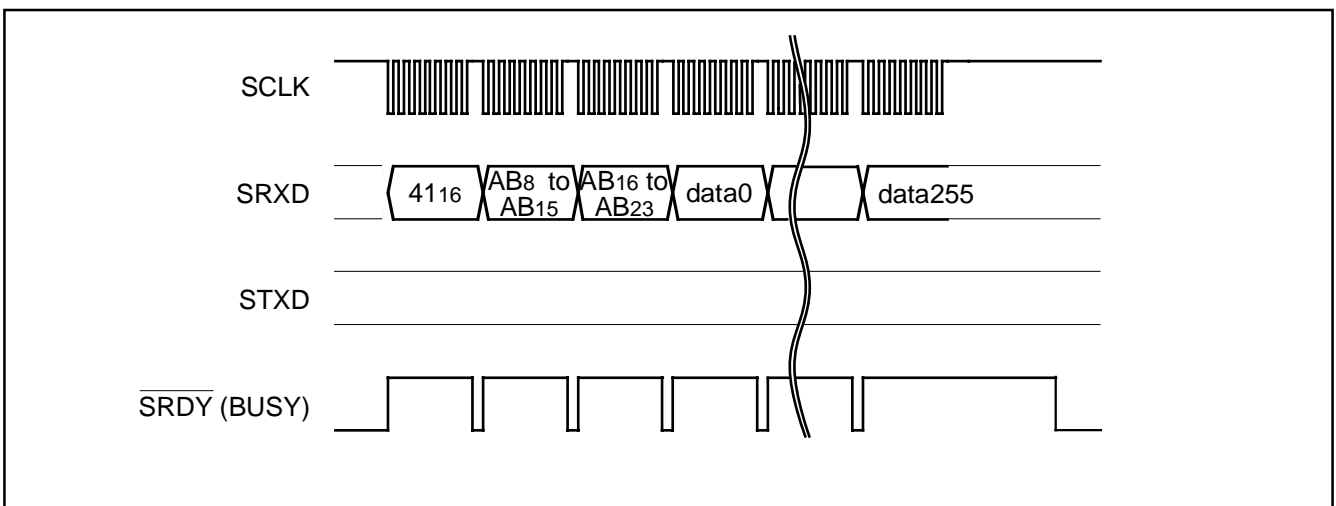 SCLK
SRXD
4116
AB8 to
AB15
AB16 to
AB23
data0
data255
STXD
SRDY (BUSY)